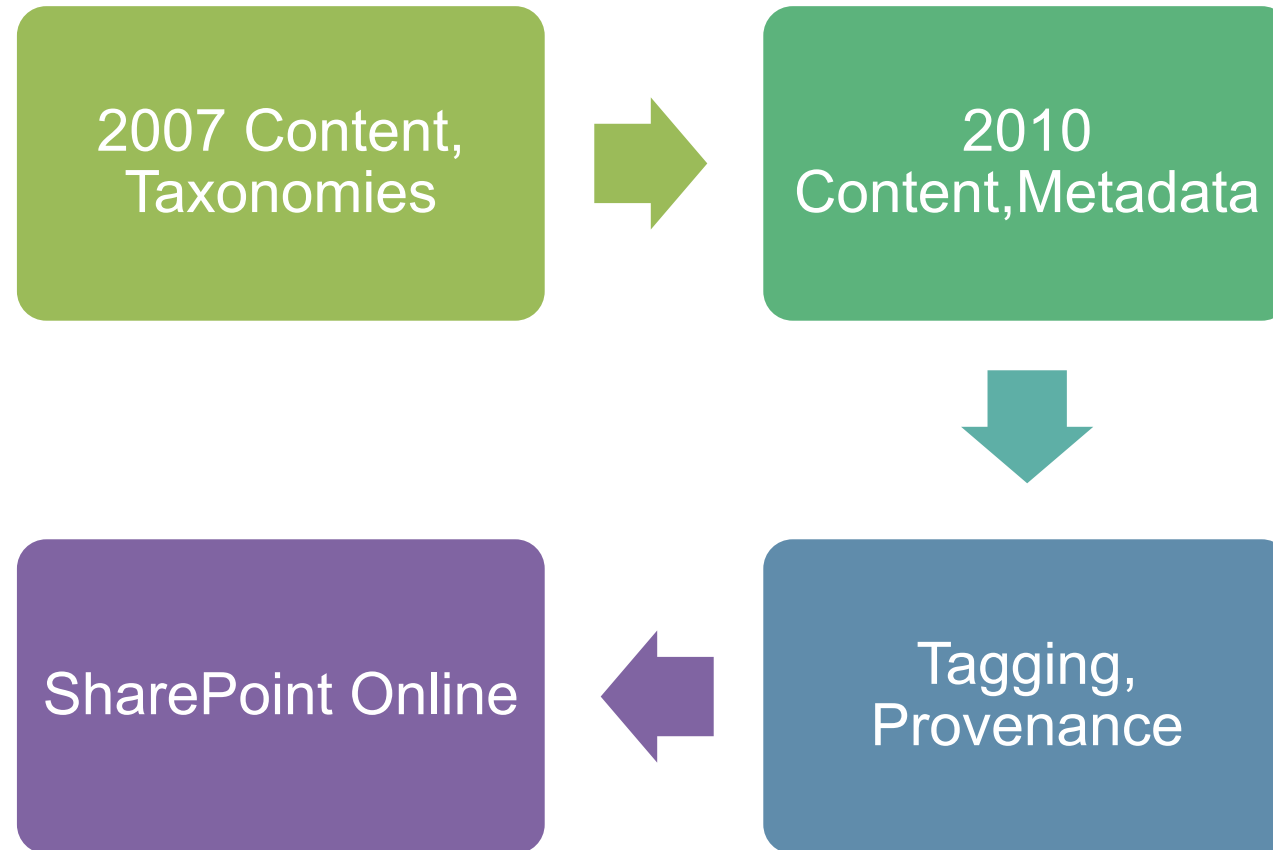 2007 Content,
Taxonomies
2010
Content,Metadata
Tagging,
Provenance
SharePoint Online